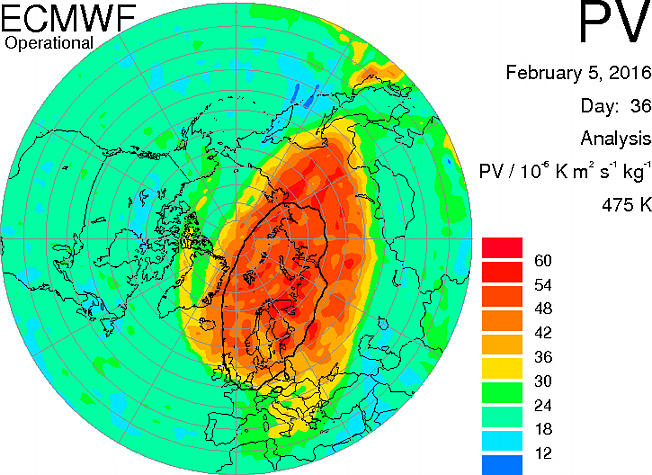 ECMWF
Operational
PV
February 5, 2016
Day: 36
Analysis
PV / 10⁻⁶ K m² s⁻¹ kg⁻¹
475 K
60
54
48
42
36
30
24
18
12